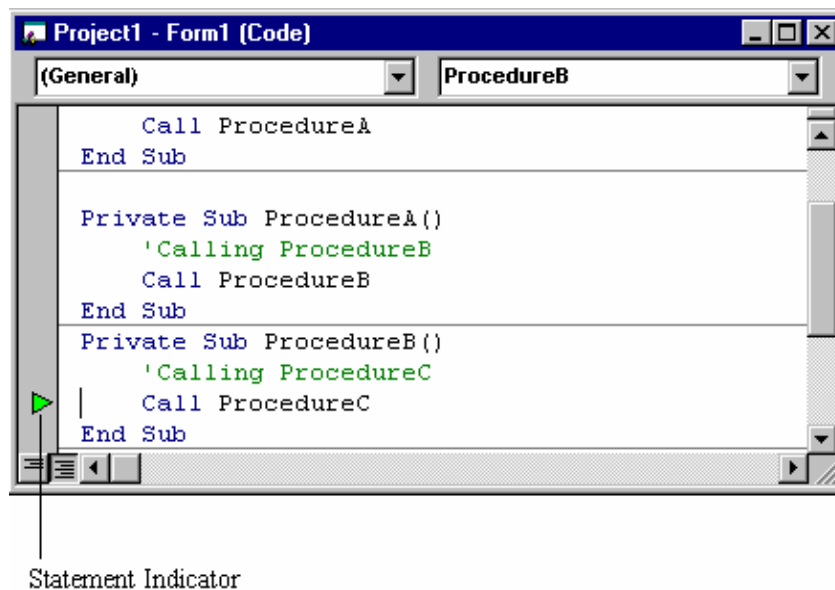 Project1 - Form1 (Code)
(General) ProcedureB
Call ProcedureA
End Sub
Private Sub ProcedureA()
'Calling ProcedureB
Call ProcedureB
End Sub
Private Sub ProcedureB()
'Calling ProcedureC
Call ProcedureC
End Sub
Statement Indicator